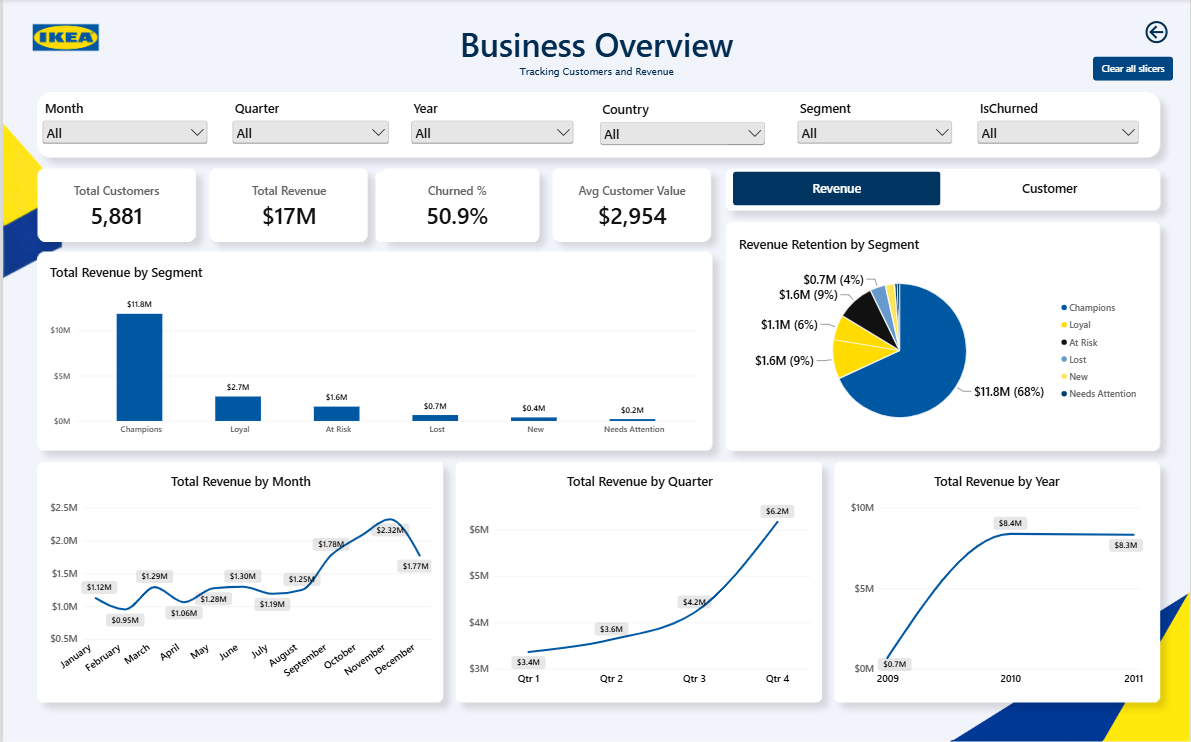 IKEA
Business Overview
Tracking Customers and Revenue
Clear all slicers
Month Quarter Year Country Segment IsChurned
All All All All All All
Total Customers Total Revenue Churned % Avg Customer Value
5,881 $17M 50.9% $2,954
Revenue Customer
Total Revenue by Segment
$11.8M
$10M
$2.7M
$5M
$1.6M
$0.7M
$0.4M
$0.2M
$0M
Champions Loyal At Risk Lost New Needs Attention
Revenue Retention by Segment
$0.7M (4%)
$1.6M (9%)
$1.1M (6%)
$1.6M (9%)
$11.8M (68%)
Champions
Loyal
At Risk
Lost
New
Needs Attention
Total Revenue by Month
$2.5M
$2.0M
$1.5M
$1.0M
$0.5M
$1.12M
$0.95M
$1.29M
$1.06M
$1.28M
$1.30M
$1.19M
$1.25M
$1.78M
$2.32M
$1.77M
January February March April May June July August September October November December
Total Revenue by Quarter
$6M
$5M
$4M
$3M
$3.4M
$3.6M
$4.2M
$6.2M
Qtr 1 Qtr 2 Qtr 3 Qtr 4
Total Revenue by Year
$10M
$5M
$0M
$0.7M
$8.4M
$8.3M
2009 2010 2011